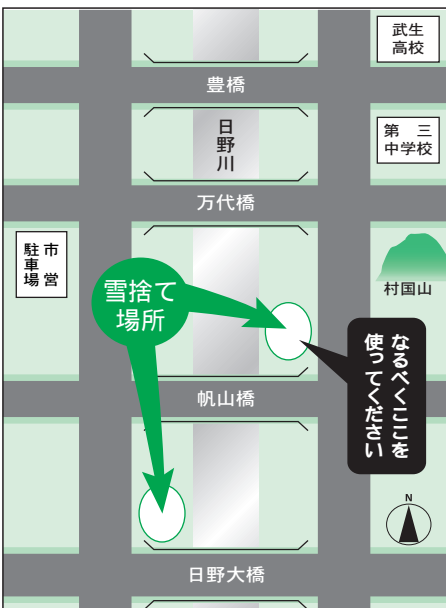 武生
高校
豊橋
日野川
第三
中学校
万代橋
市営
駐車場
村国山
雪捨て
場所
なるべくここを
使ってください
帆山橋
N
日野大橋